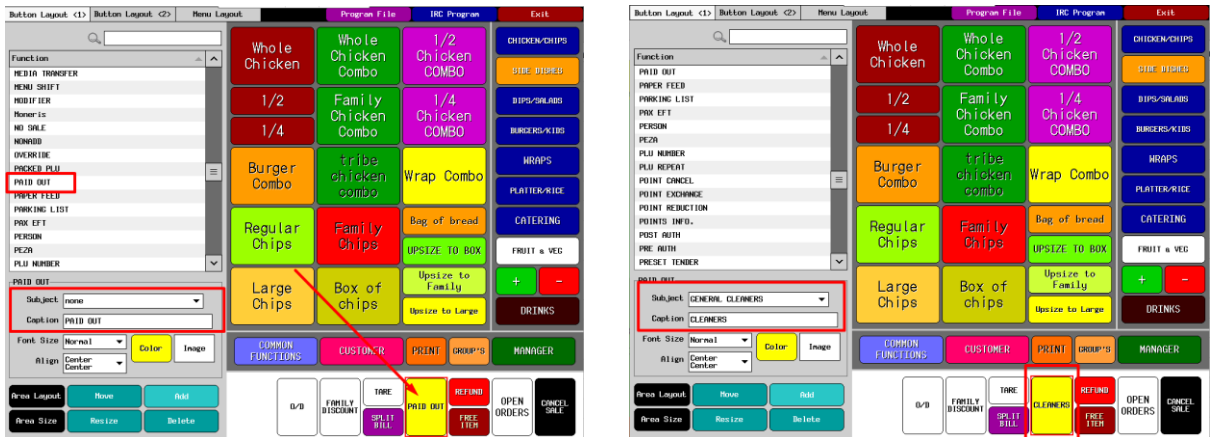 Button Layout <1> Button Layout <2> Menu Layout Program File IRC Program Exit
Function
MEDIA TRANSFER
MENU SHIFT
MODIFIER
Moneris
NO SALE
NONADD
OVERRIDE
PACKED PLU
PAID OUT
PAPER FEED
PARKING LIST
PAX EFT
PERSON
PEZA
PLU NUMBER
PAID OUT
Subject none
Caption PAID OUT
Font Size Normal
Align Center
Center
Color Image
Area Layout Move Add
Area Size Resize Delete
Whole
Chicken
Whole
Chicken
Combo
1/2
Chicken
COMBO
CHICKEN/CHIPS
SIDE DISHES
1/2
1/4
Family
Chicken
Combo
1/4
Chicken
COMBO
DIPS/SALADS
BURGERS/KIDS
Burger
Combo
tribe
chicken
combo
Wrap Combo
WRAPS
PLATTER/RICE
Regular
Chips
Family
Chips
Bag of bread
UPSIZE TO BOX
CATERING
FRUIT & VEG
Large
Chips
Box of
chips
Upsize to
Family
Upsize to Large
+ -
DRINKS
COMMON
FUNCTIONS
CUSTOMER
PRINT
GROUP'S
MANAGER
O/D
FAMILY
DISCOUNT
TARE
SPLIT
BILL
PAID OUT
REFUND
FREE
ITEM
OPEN
ORDERS
CANCEL
SALE
Button Layout <1> Button Layout <2> Menu Layout Program File IRC Program Exit
Function
PAID OUT
PAPER FEED
PARKING LIST
PAX EFT
PERSON
PEZA
PLU NUMBER
PLU REPEAT
POINT CANCEL
POINT EXCHANGE
POINT REDUCTION
POINTS INFO.
POST AUTH
PRE AUTH
PRESET TENDER
PAID OUT
Subject GENERAL CLEANERS
Caption CLEANERS
Font Size Normal
Align Center
Center
Color Image
Area Layout Move Add
Area Size Resize Delete
Whole
Chicken
Whole
Chicken
Combo
1/2
Chicken
COMBO
CHICKEN/CHIPS
SIDE DISHES
1/2
1/4
Family
Chicken
Combo
1/4
Chicken
COMBO
DIPS/SALADS
BURGERS/KIDS
Burger
Combo
tribe
chicken
combo
Wrap Combo
WRAPS
PLATTER/RICE
Regular
Chips
Family
Chips
Bag of bread
UPSIZE TO BOX
CATERING
FRUIT & VEG
Large
Chips
Box of
chips
Upsize to
Family
Upsize to Large
+ -
DRINKS
COMMON
FUNCTIONS
CUSTOMER
PRINT
GROUP'S
MANAGER
O/D
FAMILY
DISCOUNT
TARE
SPLIT
BILL
CLEANERS
REFUND
FREE
ITEM
OPEN
ORDERS
CANCEL
SALE